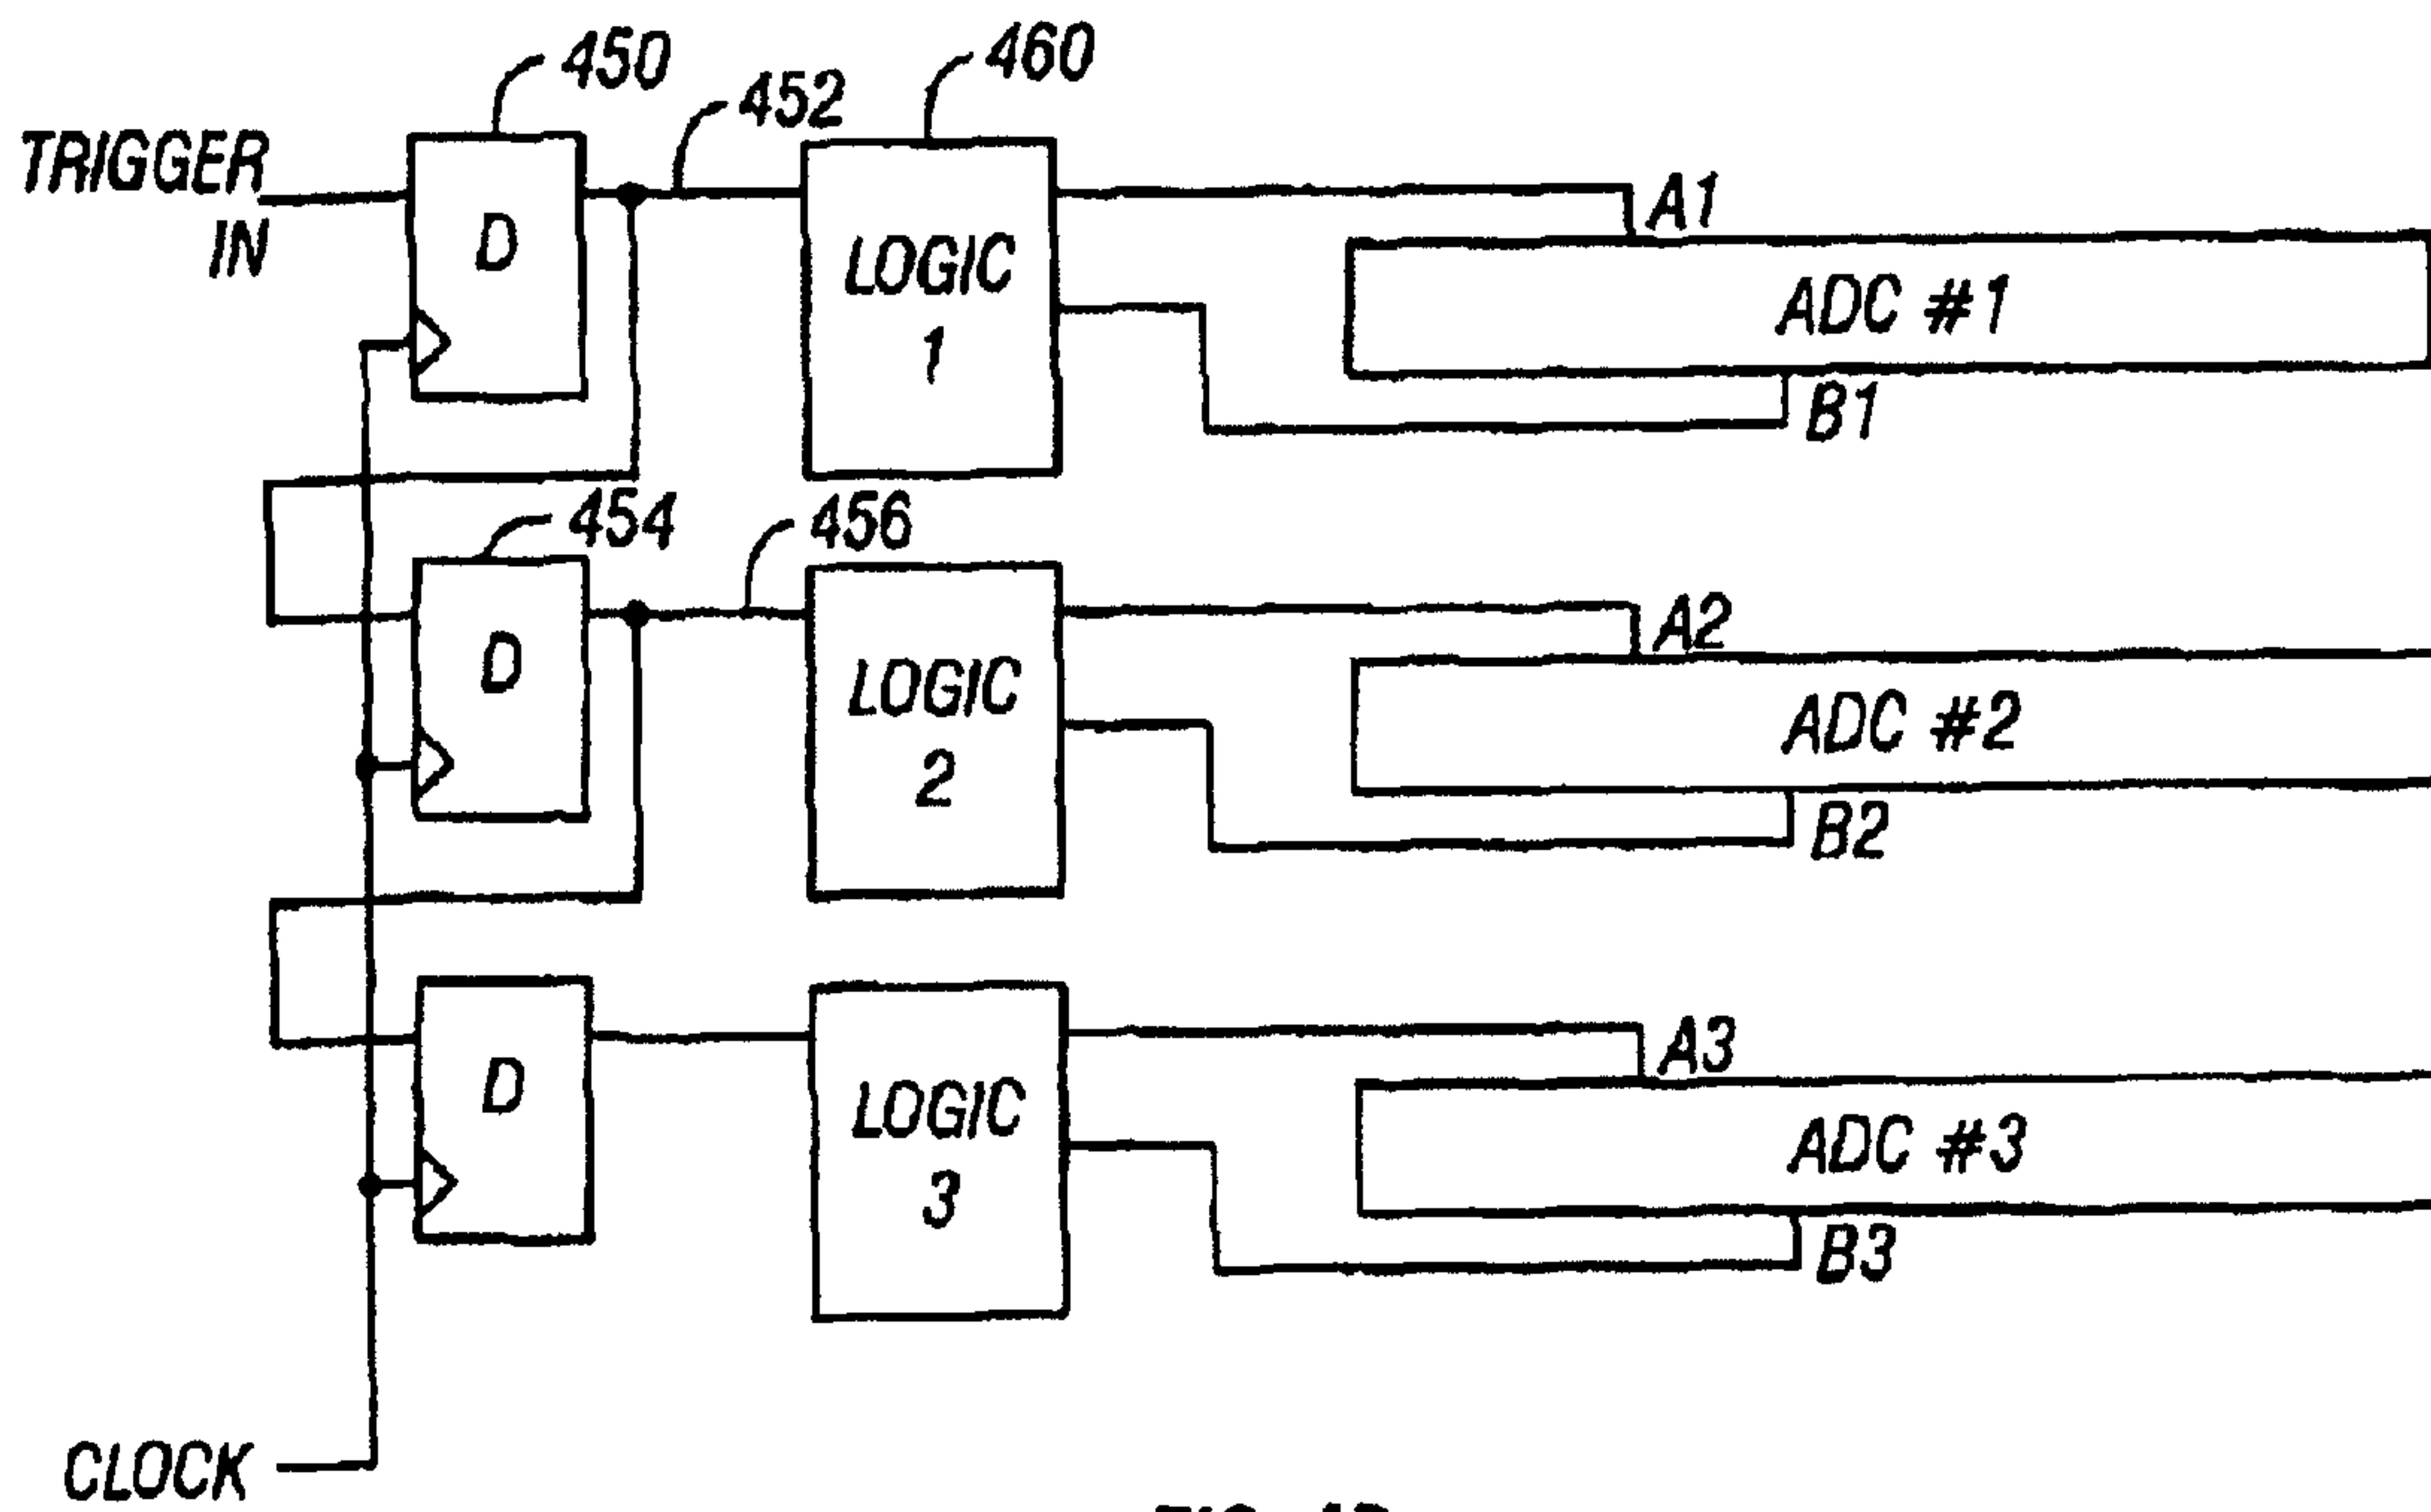 450
452
460
TRIGGER
IN
D
LOGIC
1
A1
ADC #1
B1
454
456
D
LOGIC
2
A2
ADC #2
B2
D
LOGIC
3
A3
ADC #3
B3
CLOCK